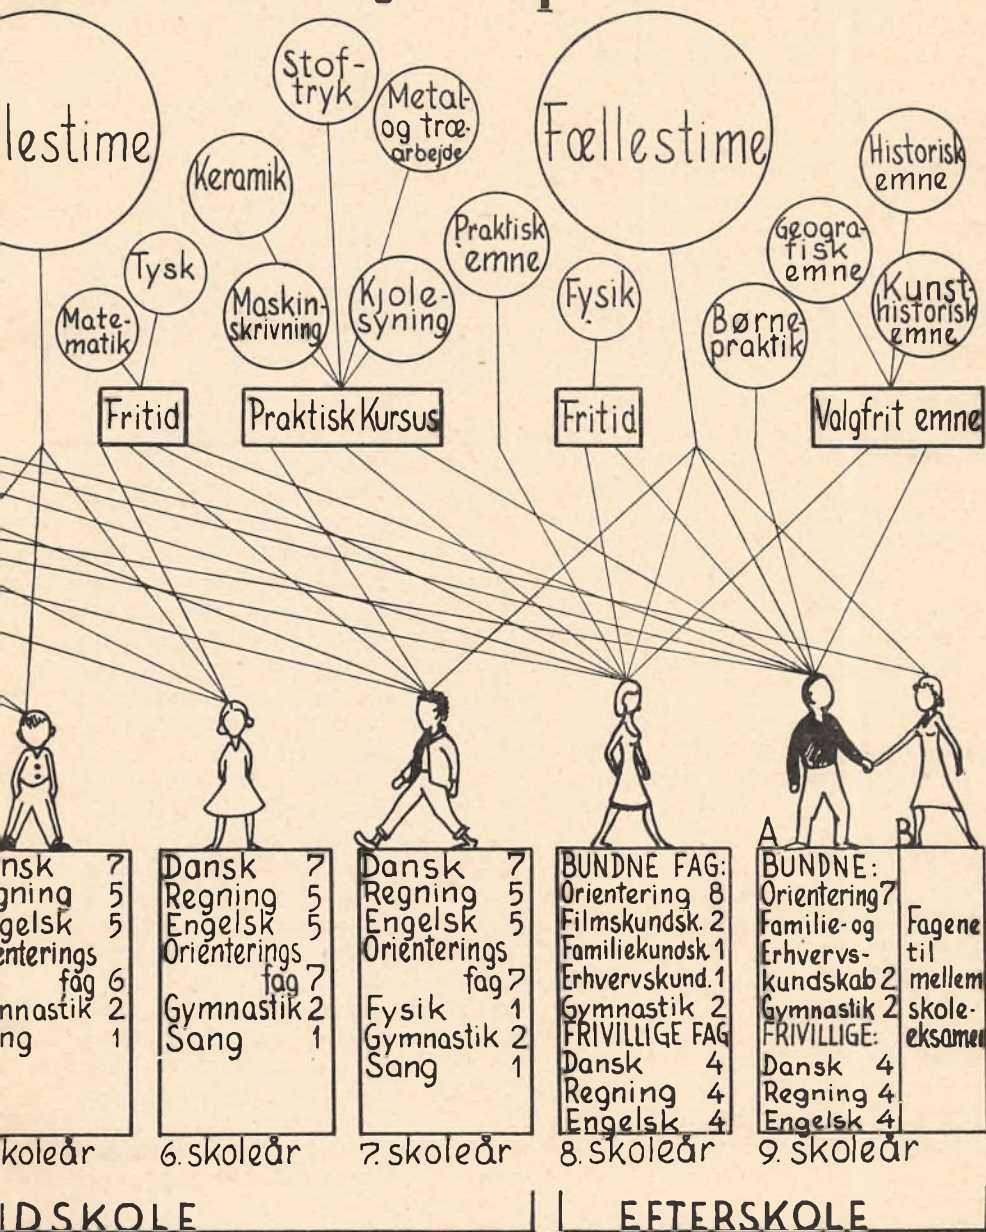 llestime
Stof-
tryk
Metal-
og træ-
arbejde
Keramik
Tysk
Mate-
matik
Maskin-
skrivning
Kjole-
syning
Praktisk
emne
Fællestime
Fysik
Børne-
praktik
Geogra-
fisk
emne
Historisk
emne
Kunst-
historisk
emne
Fritid
Praktisk Kursus
Fritid
Valgfrit emne
nsk 7
gning 5
gelsk 5
enterings
fag 6
mnastik 2
ng 1
koleår
Dansk 7
Regning 5
Engelsk 5
Orienterings
fag 7
Gymnastik 2
Sang 1
6. skoleår
Dansk 7
Regning 5
Engelsk 5
Orienterings
fag 7
Fysik 1
Gymnastik 2
Sang 1
7. skoleår
BUNDNE FAG:
Orientering 8
Filmskundsk. 2
Familiekundsk. 1
Erhvervskund. 1
Gymnastik 2
FRIVILLIGE FAG
Dansk 4
Regning 4
Engelsk 4
8. skoleår
A
BUNDNE:
Orientering 7
Familie- og
Erhvervs-
kundskab 2
Gymnastik 2
FRIVILLIGE:
Dansk 4
Regning 4
Engelsk 4
B
Fagene
til
mellem
skole-
eksamen
9. skoleår
IDSKOLE
EFTERSKOLE